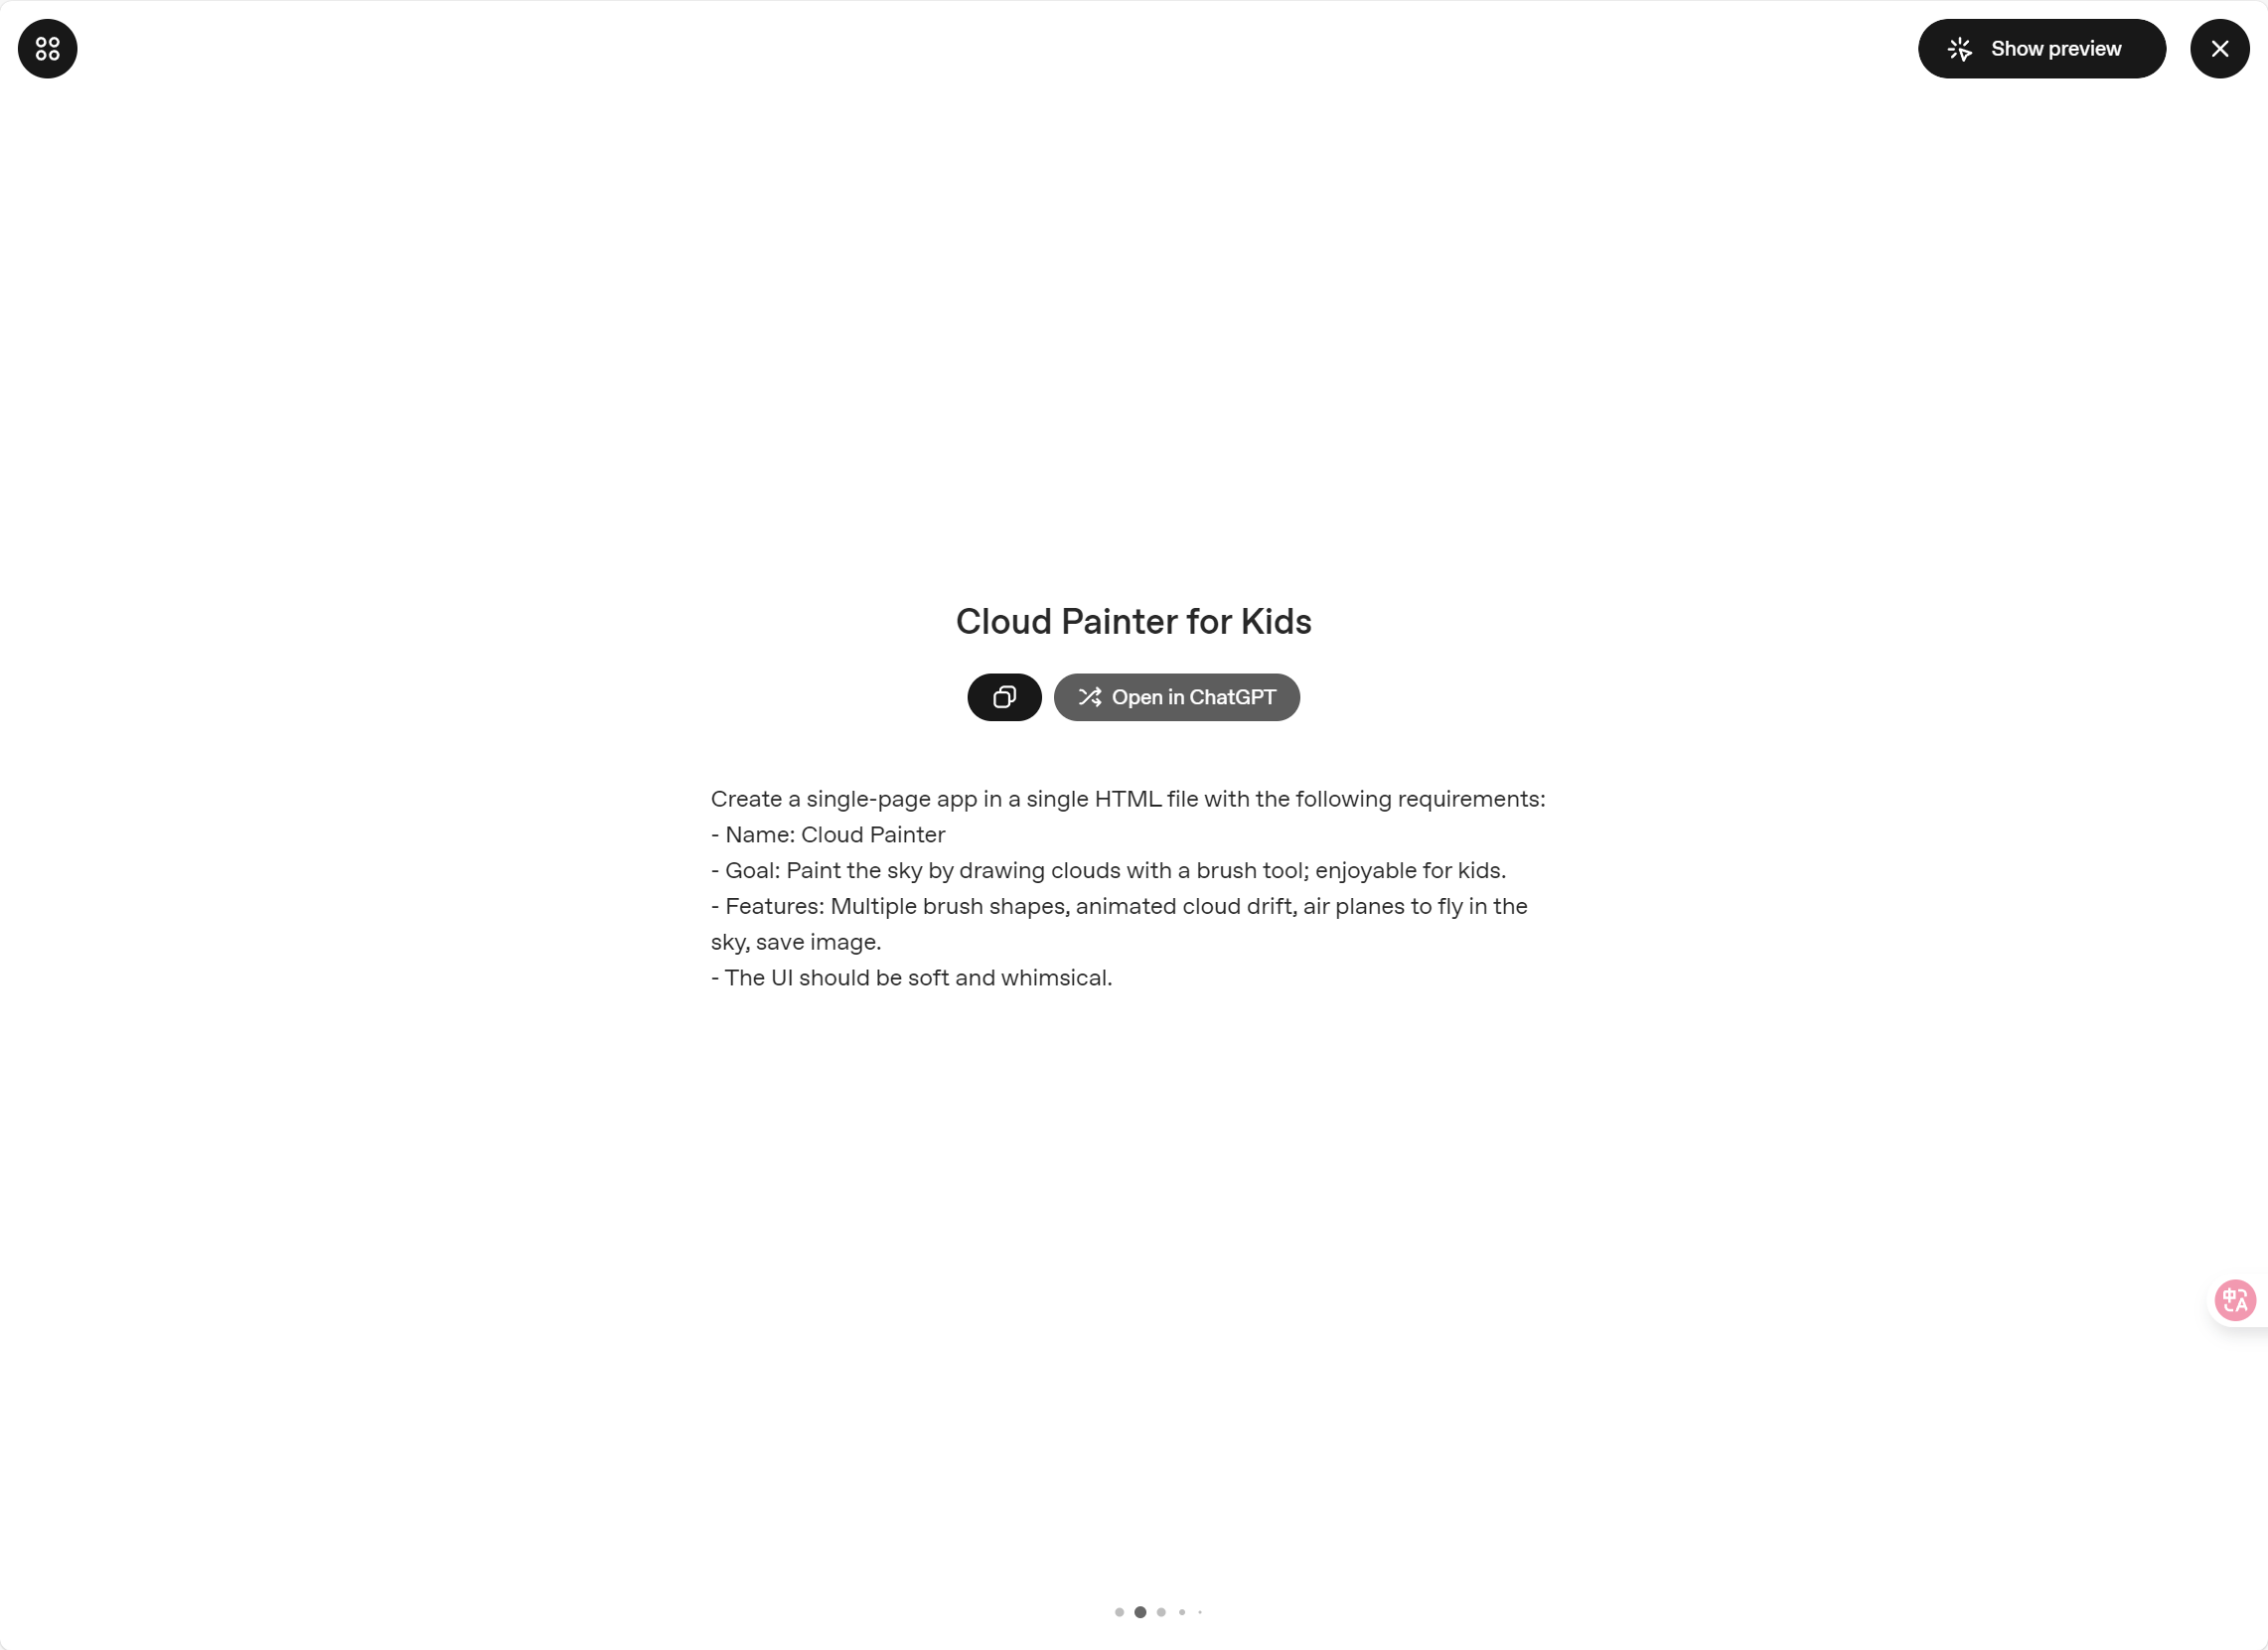 Show preview
Cloud Painter for Kids
Open in ChatGPT
Create a single-page app in a single HTML file with the following requirements:
- Name: Cloud Painter
- Goal: Paint the sky by drawing clouds with a brush tool; enjoyable for kids.
- Features: Multiple brush shapes, animated cloud drift, air planes to fly in the
sky, save image.
- The UI should be soft and whimsical.
中A